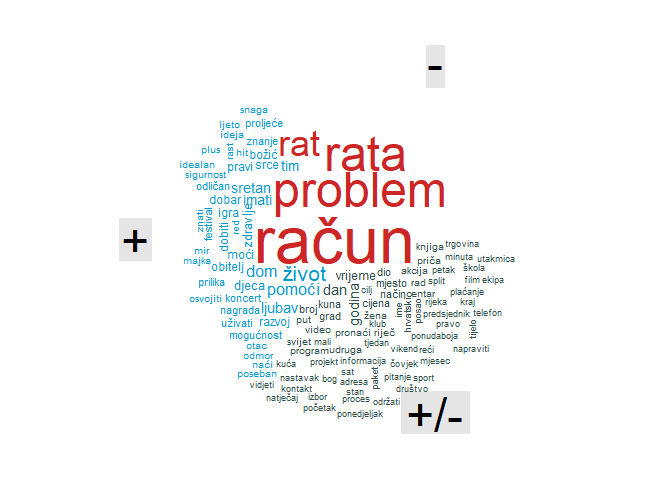 -
snaga
ljeto
proljeće
ideja
plus
rast
hit
znanje
božić
rat
rata
idealan
sigurnost
pravi
srce
tim
odličan
sretan
problem
dobar
imati
znati
festival
dobiti
igra
red
zdravlje
račun
+
mir
majka
moći
obitelj
dom
život
prilika
djeca
pomoći
osvojiti
koncert
nagrada
ljubav
uživati
razvoj
mogućnost
otac
odmor
naći
poseban
knjiga
trgovina
priča
minuta
utakmica
vrijeme
dio
akcija
petak
škola
mjesto
rad
split
film
ekipa
dan
cilj
način
centar
plaćanje
godina
broj
kuna
cijena
ime
hrvatska
posao
rijeka
kraj
put
grad
žena
predsjednik
telefon
klub
pravo
tijelo
video
pronaći
riječ
ponuda
boja
svijet
mali
tjedan
program
udruga
vikend
reći
napraviti
kuća
projekt
informacija
čovjek
mjesec
sat
vidjeti
nastavak
bog
adresa
paket
pitanje
sport
kontakt
stan
društvo
natječaj
izbor
proces
održati
početak
ponedjeljak
+/-